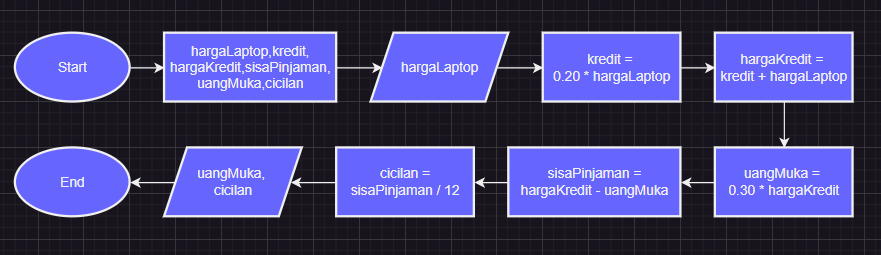 Start
hargaLaptop,kredit,
hargaKredit,sisaPinjaman,
uangMuka,cicilan
hargaLaptop
kredit =
0.20 * hargaLaptop
hargaKredit =
kredit + hargaLaptop
uangMuka =
0.30 * hargaKredit
sisaPinjaman =
hargaKredit - uangMuka
cicilan =
sisaPinjaman / 12
uangMuka,
cicilan
End